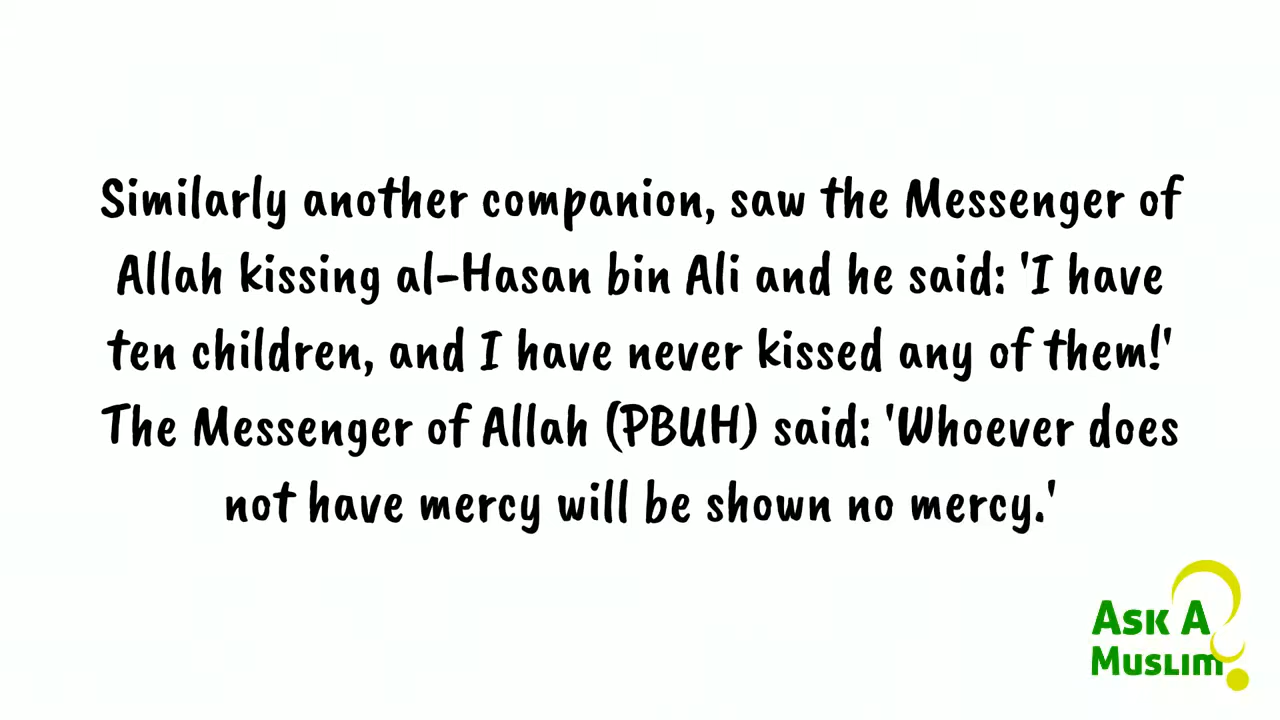 Similarly another companion, saw the Messenger of
Allah kissing al-Hasan bin Ali and he said: 'I have
ten children, and I have never kissed any of them!'
The Messenger of Allah (PBUH) said: 'Whoever does
not have mercy will be shown no mercy.'
Ask A
Muslim